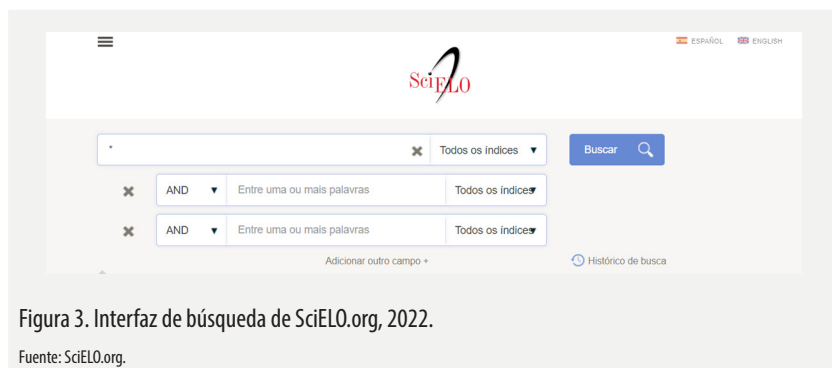 ESPAÑOL ENGLISH
SciELO
* Todos os índices Buscar
AND Entre uma ou mais palavras Todos os índices
AND Entre uma ou mais palavras Todos os índices
Adicionar outro campo + Histórico de busca
Figura 3. Interfaz de búsqueda de SciELO.org, 2022.
Fuente: SciELO.org.